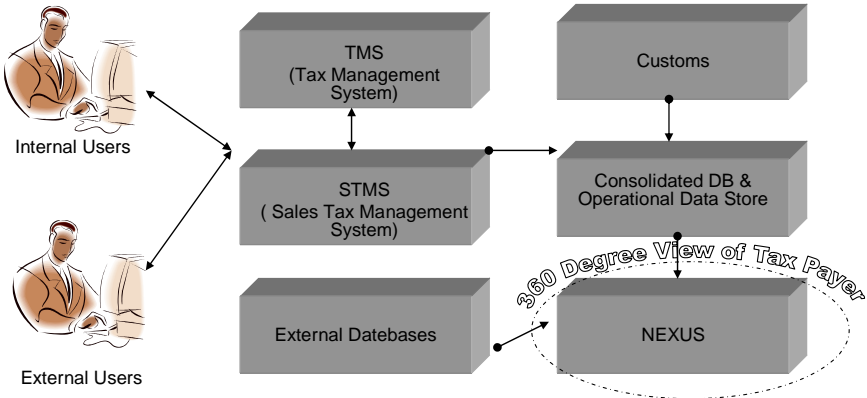 TMS
(Tax Management
System)
Customs
Internal Users
STMS
( Sales Tax Management
System)
Consolidated DB &
Operational Data Store
360 Degree View of Tax Payer
External Datebases
NEXUS
External Users